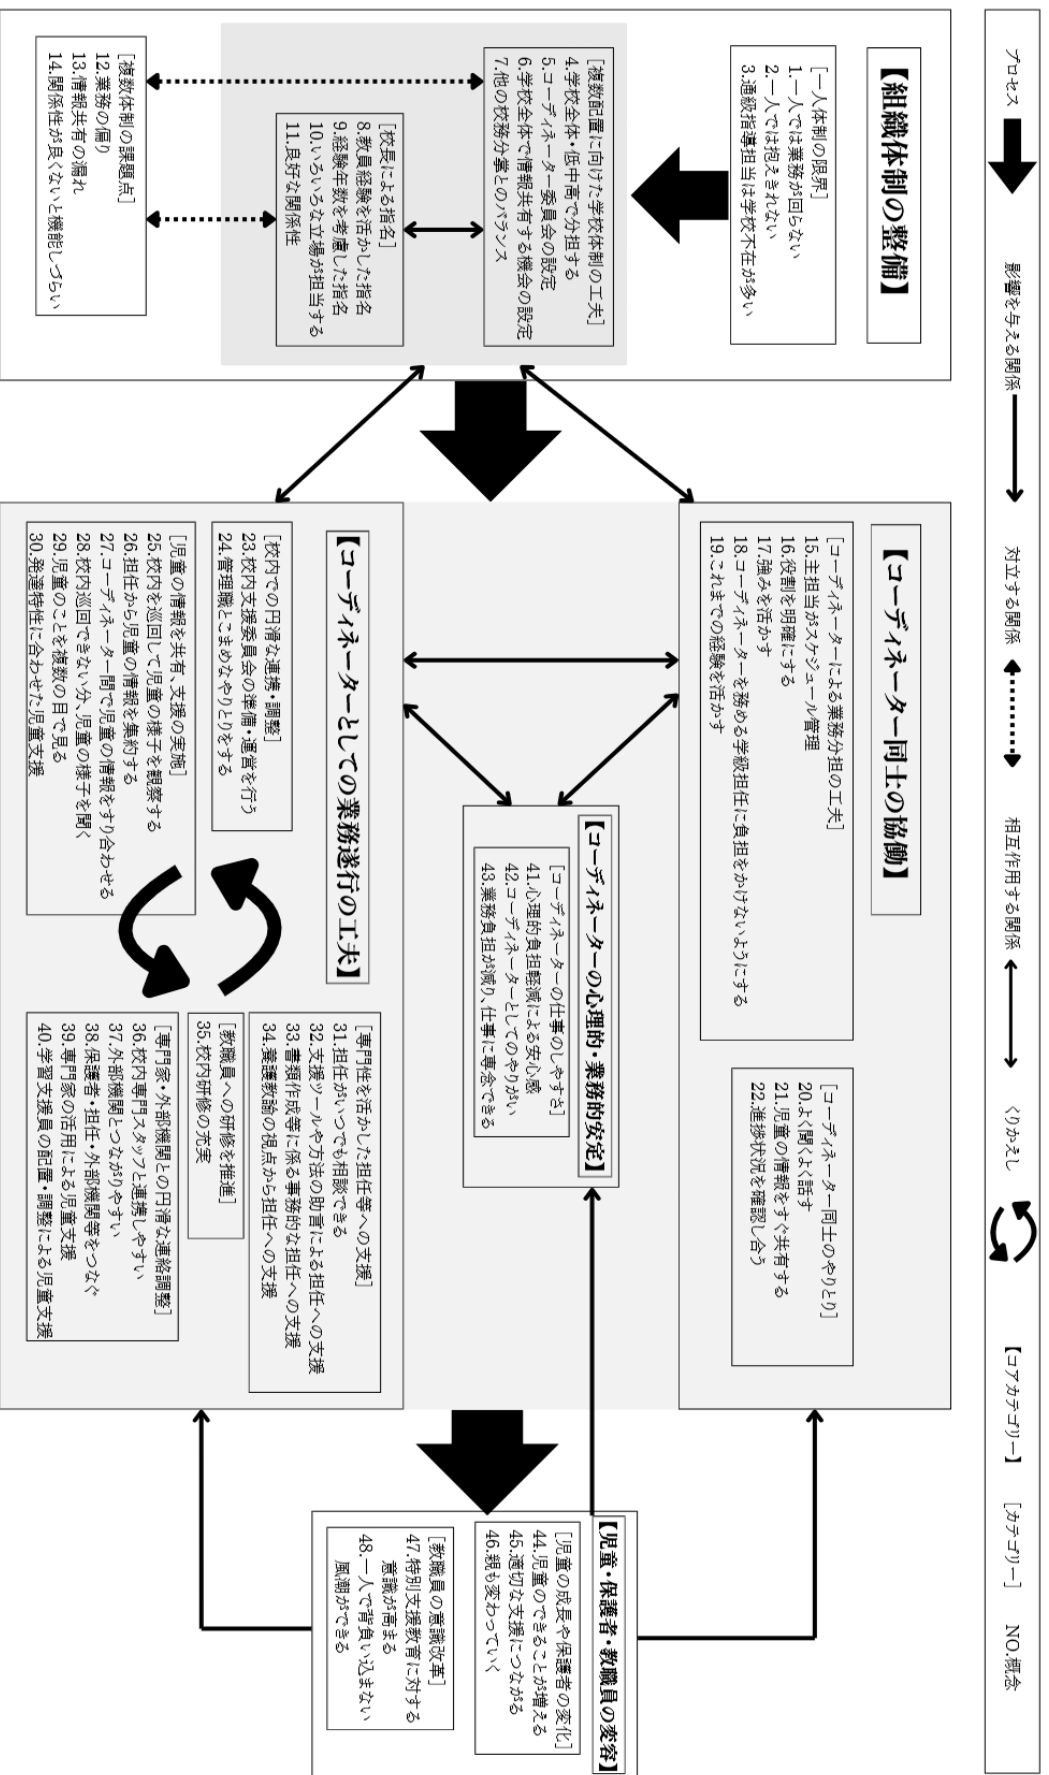 プロセス
影響を与える関係
対立する関係
相互作用する関係
くりかえし
【コアカテゴリー】
[カテゴリー]
NO.概念
【組織体制の整備】
[一人体制の限界]
1.一人では業務が回らない
2.一人では抱えきれない
3.通級指導担当は学校不在が多い
[複数配置に向けた学校体制の工夫]
4.学校全体・低中高で分担する
5.コーディネーター委員会の設定
6.学校全体で情報共有する機会の設定
7.他の校務分掌とのバランス
[校長による指名]
8.教員経験を活かした指名
9.経験年数を考慮した指名
10.いろいろな立場が担当する
11.良好な関係性
[複数体制の課題点]
12.業務の偏り
13.情報共有の漏れ
14.関係性が良くないと機能しづらい
【コーディネーター同士の協働】
[コーディネーターによる業務分担の工夫]
15.主担当がスケジュール管理
16.役割を明確にする
17.強みを活かす
18.コーディネーターを務める学級担任に負担をかけないようにする
19.これまでの経験を活かす
[コーディネーター同士のやりとり]
20.よく聞くよく話す
21.児童の情報をすぐ共有する
22.進捗状況を確認し合う
【コーディネーターの心理的・業務的安定】
[コーディネーターの仕事のしやすさ]
41.心理的負担軽減による安心感
42.コーディネーターとしてのやりがい
43.業務負担が減り、仕事に専念できる
【コーディネーターとしての業務遂行の工夫】
[校内での円滑な連携・調整]
23.校内支援委員会の準備・運営を行う
24.管理職とこまめなやりとりをする
[児童の情報を共有、支援の実施]
25.校内を巡回して児童の様子を観察する
26.担任から児童の情報を集約する
27.コーディネーター間で児童の情報をすり合わせる
28.校内巡回できない分、児童の様子を聞く
29.児童のことを複数の目で見る
30.発達特性に合わせた児童支援
[専門性を活かした担任等への支援]
31.担任がいつでも相談できる
32.支援ツールや方法の助言による担任への支援
33.書類作成等に係る事務的な担任への支援
34.養護教諭の視点から担任への支援
[教職員への研修を推進]
35.校内研修の充実
[専門家・外部機関との円滑な連絡調整]
36.校内専門スタッフと連携しやすい
37.外部機関とつながりやすい
38.保護者・担任・外部機関等をつなぐ
39.専門家の活用による児童支援
40.学習支援員の配置・調整による児童支援
【児童・保護者・教職員の変容】
[児童の成長や保護者の変化]
44.児童のできることが増える
45.適切な支援につながる
46.親も変わっていく
[教職員の意識改革]
47.特別支援教育に対する
意識が高まる
48.一人で背負い込まない
風潮ができる